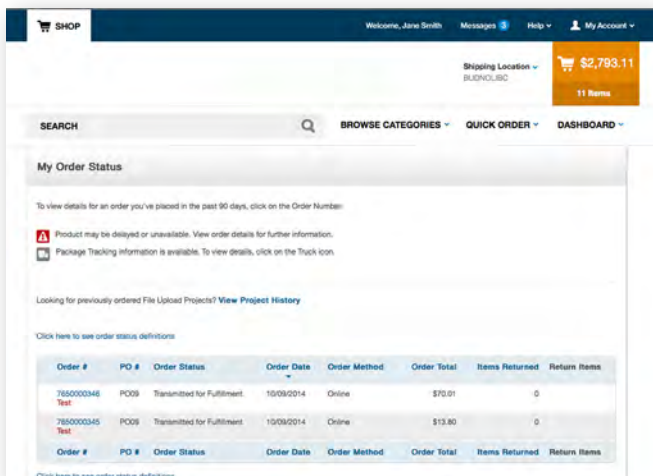 SHOP
Welcome, Jane Smith Messages 3 Help My Account
Shipping Location
$2,793.11
11 Items
SEARCH BROWSE CATEGORIES QUICK ORDER DASHBOARD
My Order Status
To view details for an order you've placed in the past 90 days, click on the Order Number.
Product may be delayed or unavailable. View order details for further information.
Package Tracking information is available. To view details, click on the Truck icon.
Looking for previously ordered File Upload Projects? View Project History
Click here to see order status definitions
Order # PO # Order Status Order Date Order Method Order Total Items Returned Return Items
7650000346 PO09 Transmitted for Fulfillment 10/09/2014 Online $70.01 0
Test
7650000345 PO09 Transmitted for Fulfillment 10/09/2014 Online $13.80 0
Test
Order # PO # Order Status Order Date Order Method Order Total Items Returned Return Items
Click here to see order status definitions